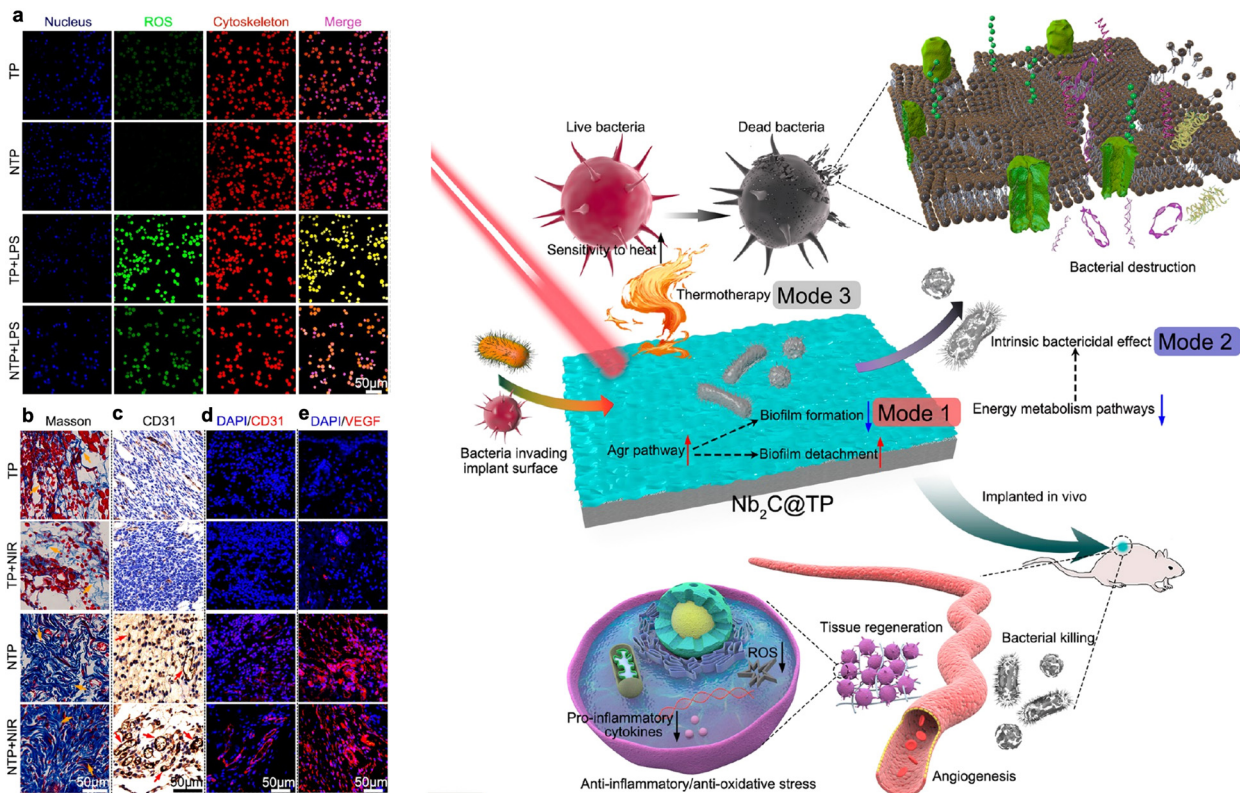 a
Nucleus ROS Cytoskeleton Merge
TP
NTP
TP+LPS
NTP+LPS
50μm
b Masson c CD31 d DAPI/CD31 e DAPI/VEGF
TP
TP+NIR
NTP
NTP+NIR
50μm 50μm 50μm 50μm
Live bacteria
Dead bacteria
Sensitivity to heat
Bacterial destruction
Thermotherapy Mode 3
Intrinsic bactericidal effect Mode 2
Energy metabolism pathways
Biofilm formation Mode 1
Agr pathway
Biofilm detachment
Bacteria invading
implant surface
Nb₂C@TP
Implanted in vivo
Tissue regeneration
Bacterial killing
ROS
Pro-inflammatory
cytokines
Anti-inflammatory/anti-oxidative stress
Angiogenesis